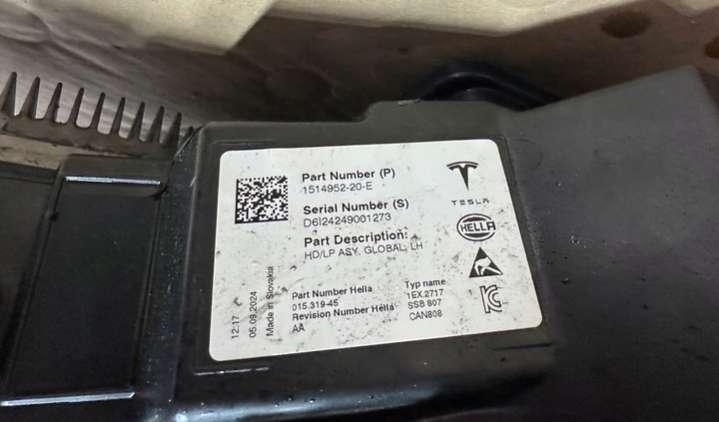 Part Number (P)
1514952-20-E
Serial Number (S)
D6I24249001273
Part Description:
HD/LP ASY, GLOBAL, LH
TESLA
HELLA
Part Number Hella
015.319-45
Revision Number Hella
AA
Typ name
1EX.2717
SSB 807
CAN808
12:17
05.09.2024
Made in Slovakia